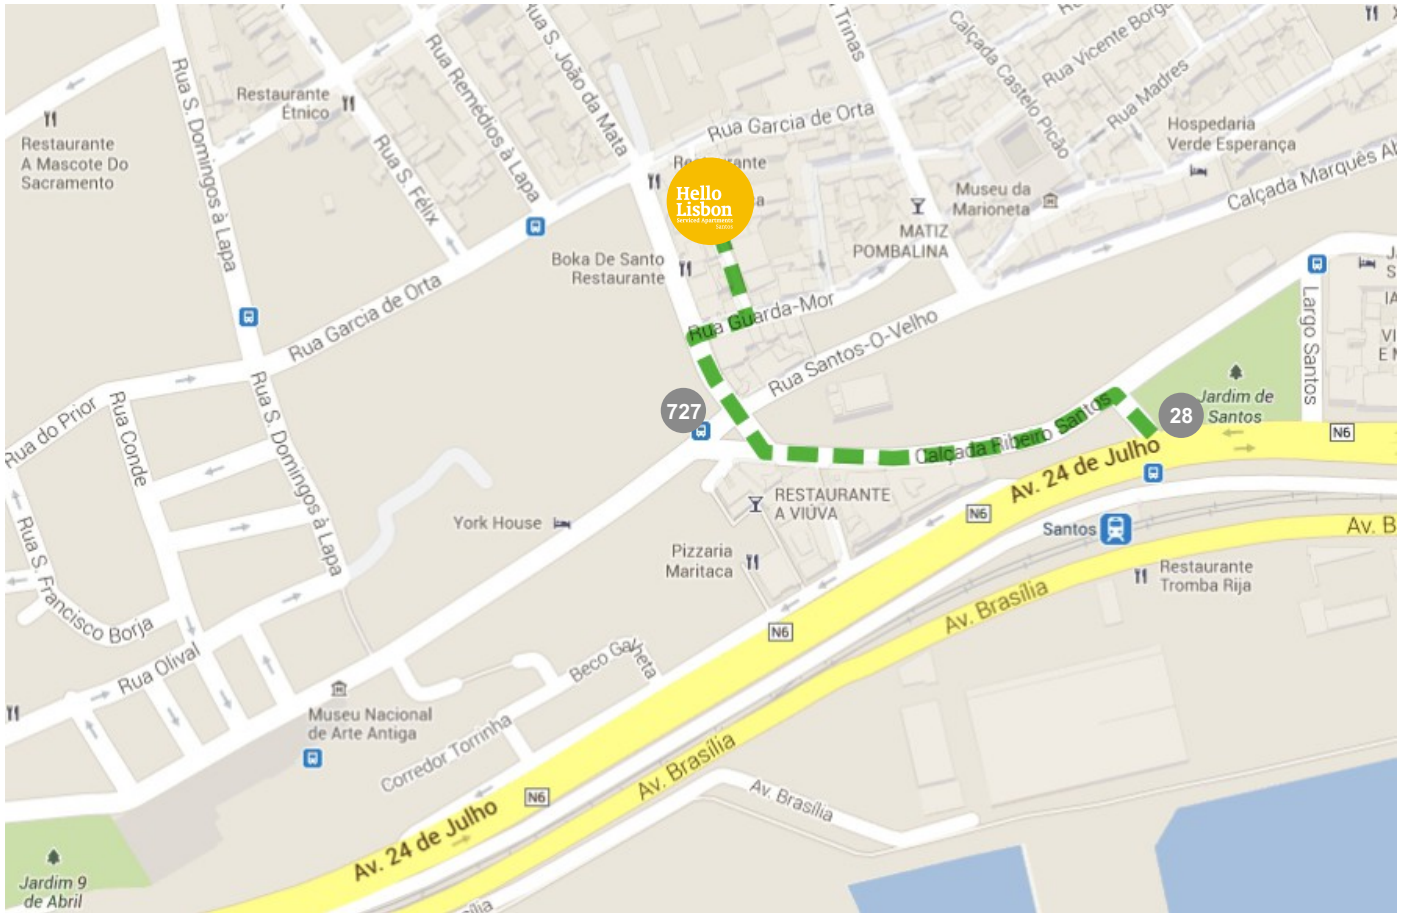 Rua S. Domingos à Lapa
Restaurante
A Mascote Do
Sacramento
Restaurante
Étnico
Rua S. Félix
Rua Remédios à Lapa
Rua S. João da Mata
Rua Garcia de Orta
Trinas
Calçada Castelo Picão
Rua Vicente Borga
Rua Madres
Hospedaria
Verde Esperança
Calçada Marquês Ab
Museu da
Marioneta
MATIZ
POMBALINA
Hello
Lisbon
Serviced Apartments
Santos
Boka De Santo
Restaurante
Rua Garcia de Orta
Rua Guarda-Mor
Rua Santos-O-Velho
Largo Santos
Jardim de
Santos
727
28
Calçada Ribeiro Santos
Av. 24 de Julho
N6
Rua do Prior
Rua Conde
Rua S. Domingos à Lapa
RESTAURANTE
A VIÚVA
York House
Pizzaria
Maritaca
N6
Santos
Av. B
Restaurante
Tromba Rija
Av. Brasília
Rua S. Francisco Borja
Rua Olival
N6
Beco Galheta
Museu Nacional
de Arte Antiga
Corredor Torrinha
Av. Brasília
N6
Av. Brasília
Av. 24 de Julho
Jardim 9
de Abril